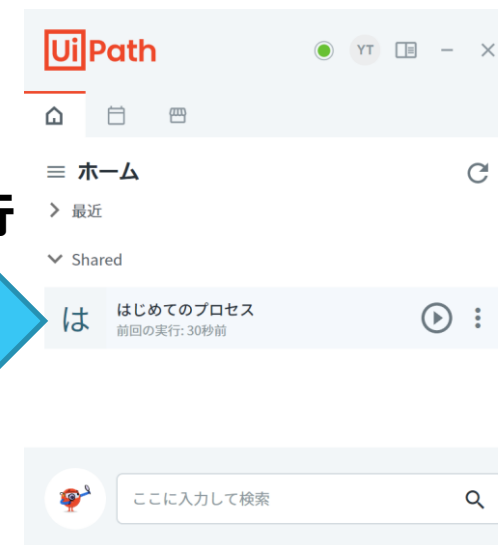 UiPath
YT
ホーム
行
最近
Shared
は
はじめてのプロセス
前回の実行: 30秒前
ここに入力して検索